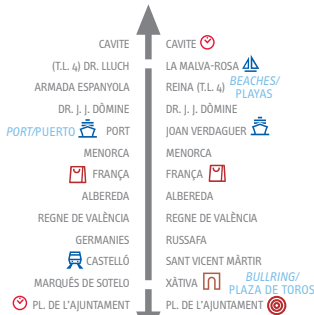 CAVITE CAVITE
(T.L. 4) DR. LLUCH LA MALVA-ROSA
ARMADA ESPANYOLA REINA (T.L. 4) BEACHES/
PLAYAS
DR. J. J. DÒMINE DR. J. J. DÒMINE
PORT/PUERTO PORT JOAN VERDAGUER
MENORCA MENORCA
FRANÇA FRANÇA
ALBEREDA ALBEREDA
REGNE DE VALÈNCIA REGNE DE VALÈNCIA
GERMANIES RUSSAFA
CASTELLÓ SANT VICENT MÀRTIR
MARQUÉS DE SOTELO XÀTIVA BULLRING/
PLAZA DE TOROS
PL. DE L'AJUNTAMENT PL. DE L'AJUNTAMENT